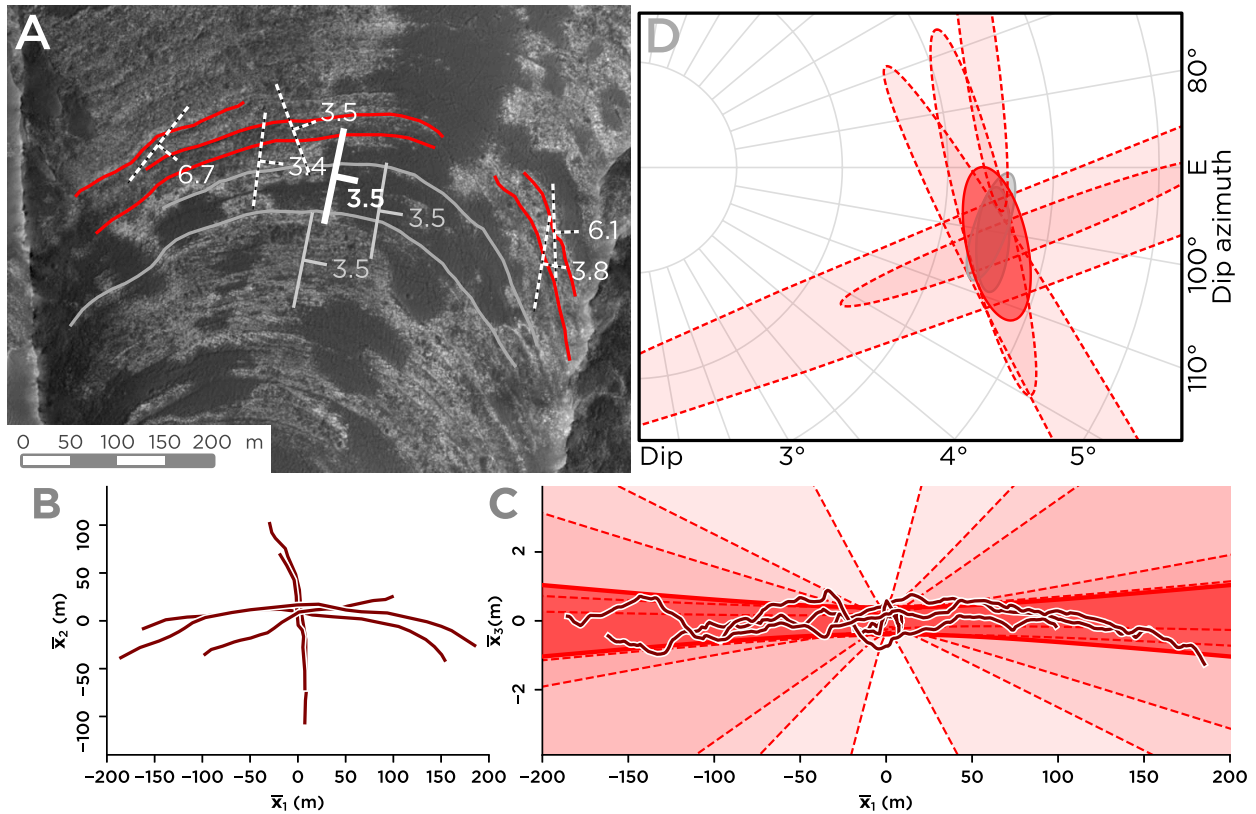 A
3.5
6.7
3.4
3.5
3.5
3.5
6.1
3.8
0 50 100 150 200 m
D
80°
E
100°
110°
Dip azimuth
Dip 3° 4° 5°
B
x̅₂ (m)
100
50
0
−50
−100
−200 −150 −100 −50 0 50 100 150 200
x̅₁ (m)
C
x̅₃(m)
2
0
−2
−200 −150 −100 −50 0 50 100 150 200
x̅₁ (m)